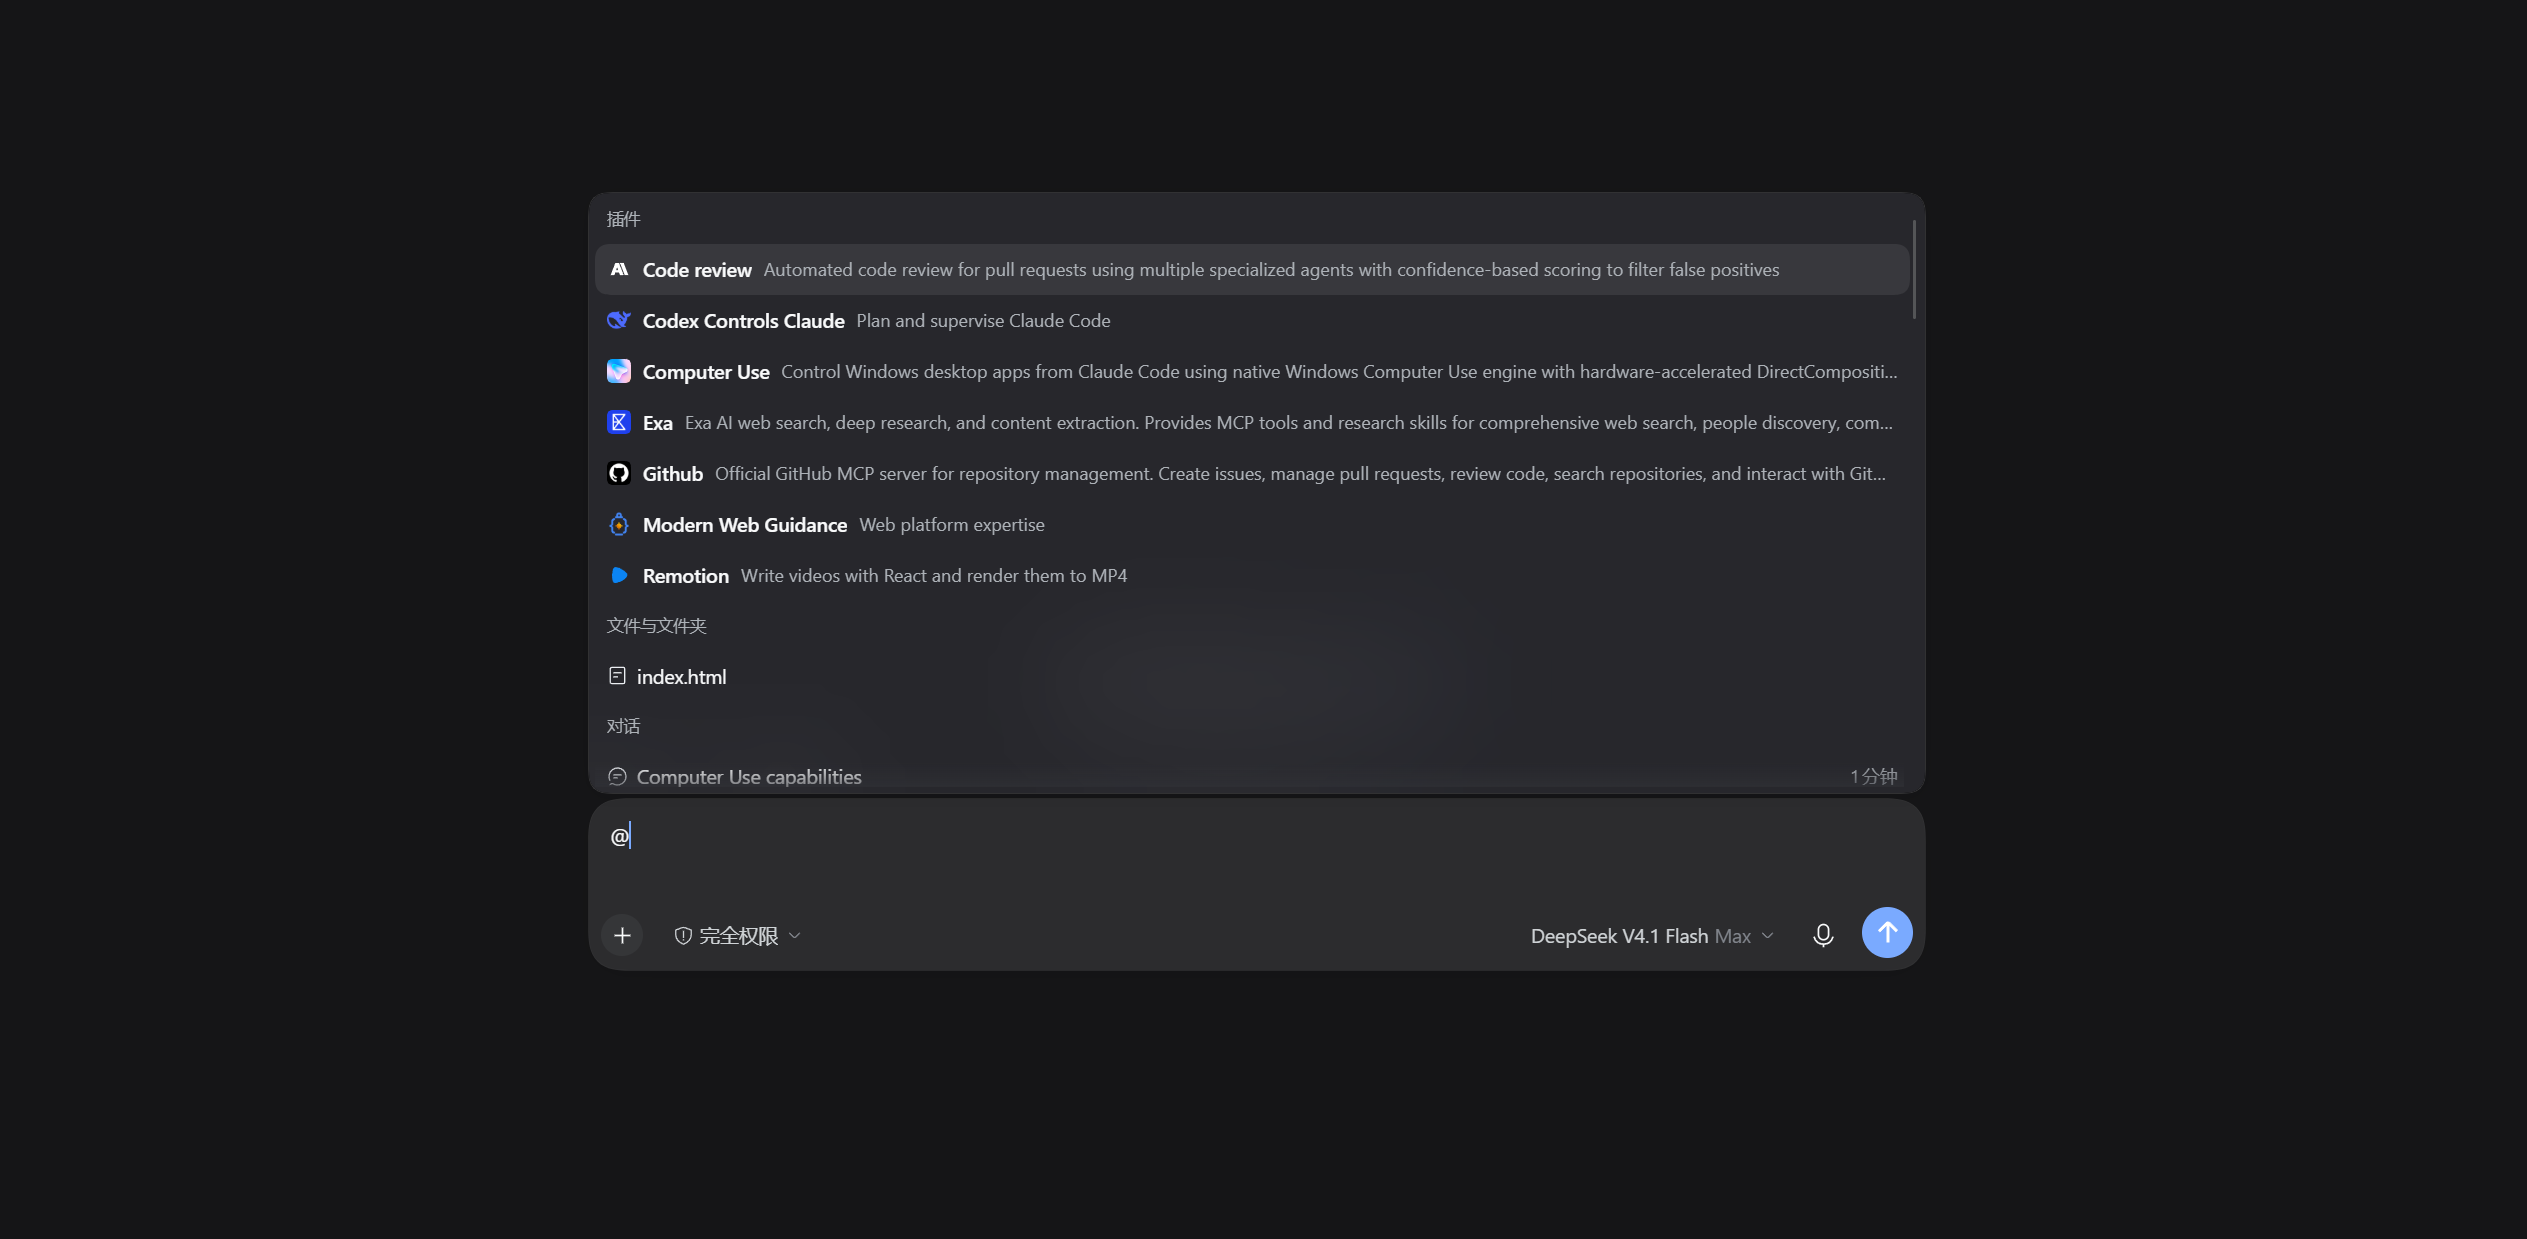 插件
Code review Automated code review for pull requests using multiple specialized agents with confidence-based scoring to filter false positives
Codex Controls Claude Plan and supervise Claude Code
Computer Use Control Windows desktop apps from Claude Code using native Windows Computer Use engine with hardware-accelerated DirectCompositi...
Exa Exa AI web search, deep research, and content extraction. Provides MCP tools and research skills for comprehensive web search, people discovery, com...
Github Official GitHub MCP server for repository management. Create issues, manage pull requests, review code, search repositories, and interact with Git...
Modern Web Guidance Web platform expertise
Remotion Write videos with React and render them to MP4
文件与文件夹
index.html
对话
Computer Use capabilities 1 分钟
@
完全权限 DeepSeek V4.1 Flash Max